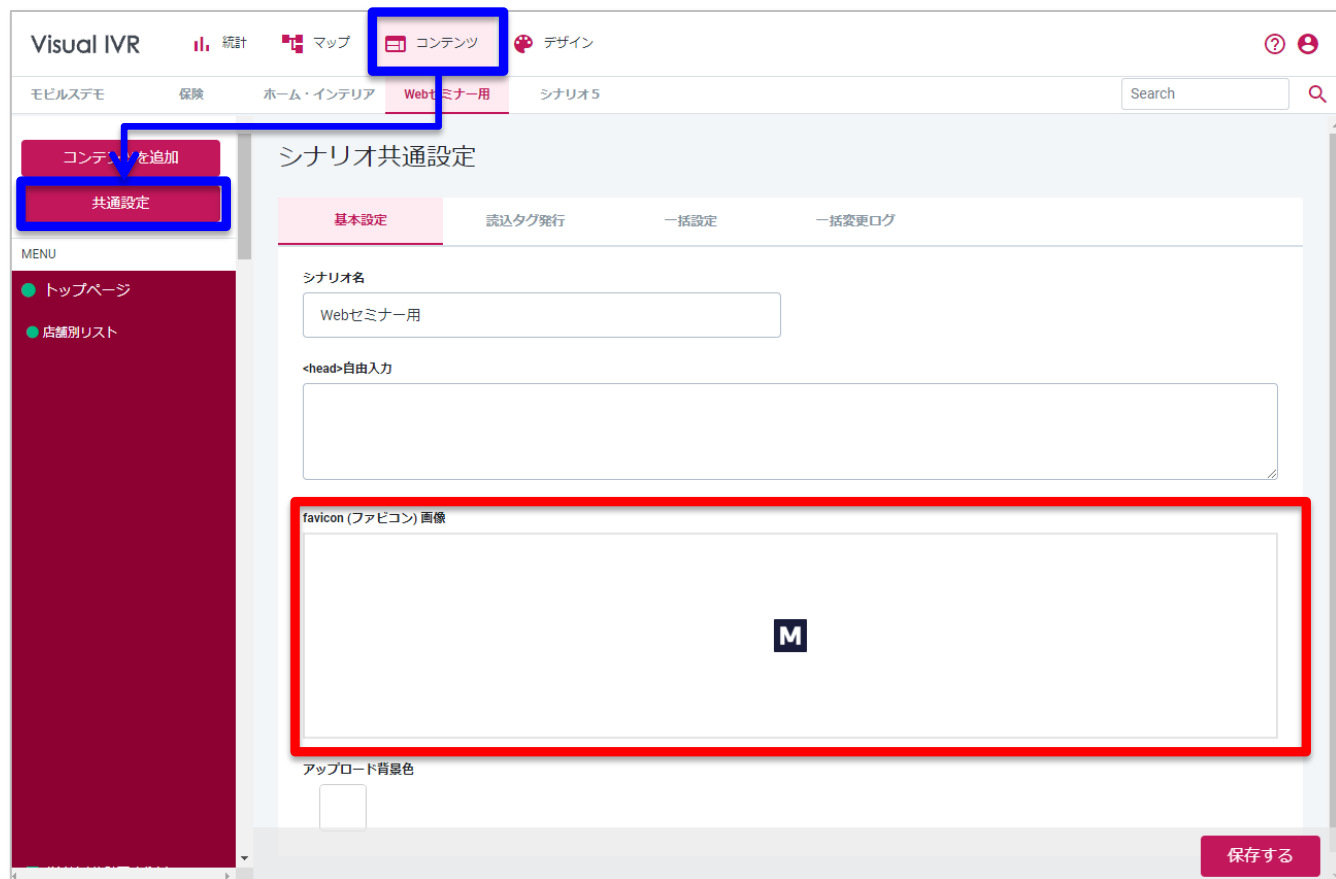 Visual IVR 統計 マップ コンテンツ デザイン
モビルスデモ 保険 ホーム・インテリア Webセミナー用 シナリオ5 Search
コンテンツを追加
共通設定
MENU
トップページ
店舗別リスト
シナリオ共通設定
基本設定 読込タグ発行 一括設定 一括変更ログ
シナリオ名
Webセミナー用
<head>自由入力
favicon (ファビコン) 画像
M
アップロード背景色
保存する